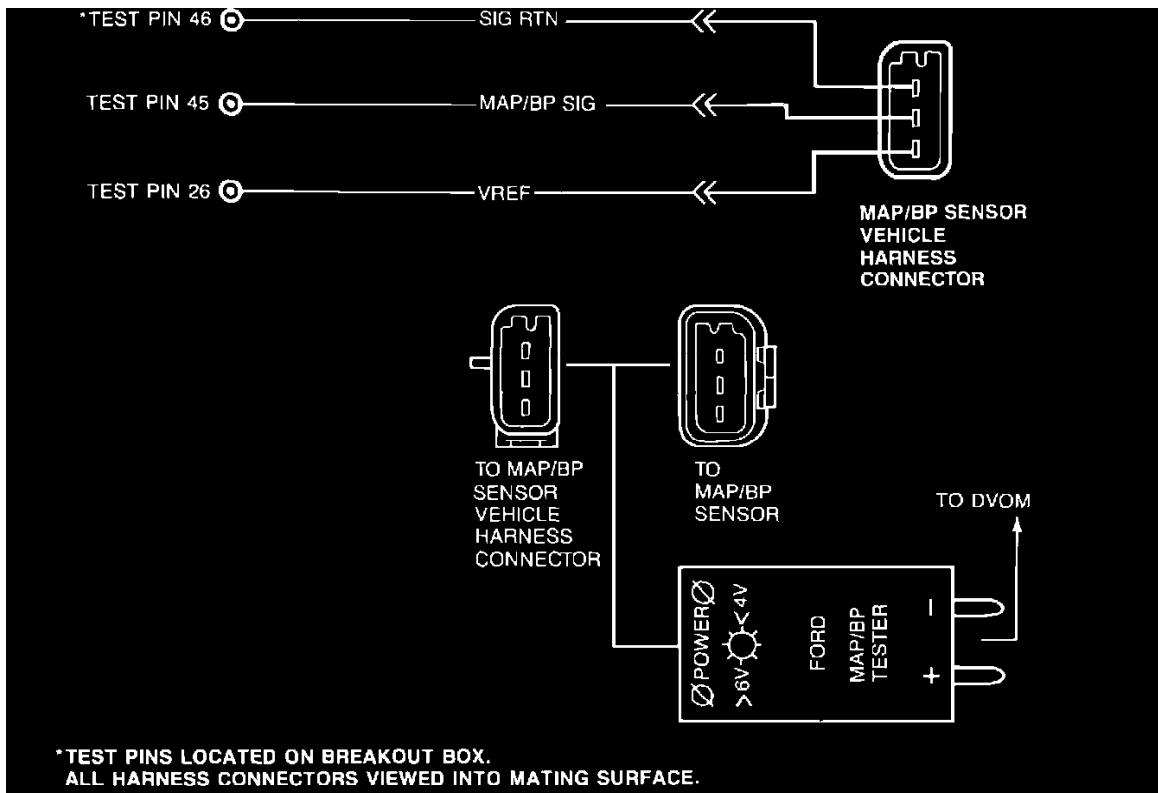 *TEST PIN 46
SIG RTN
TEST PIN 45
MAP/BP SIG
TEST PIN 26
VREF
MAP/BP SENSOR
VEHICLE
HARNESS
CONNECTOR
TO MAP/BP
SENSOR
VEHICLE
HARNESS
CONNECTOR
TO
MAP/BP
SENSOR
TO DVOM
POWER
>6V
<4V
FORD
MAP/BP
TESTER
-
+
*TEST PINS LOCATED ON BREAKOUT BOX.
ALL HARNESS CONNECTORS VIEWED INTO MATING SURFACE.